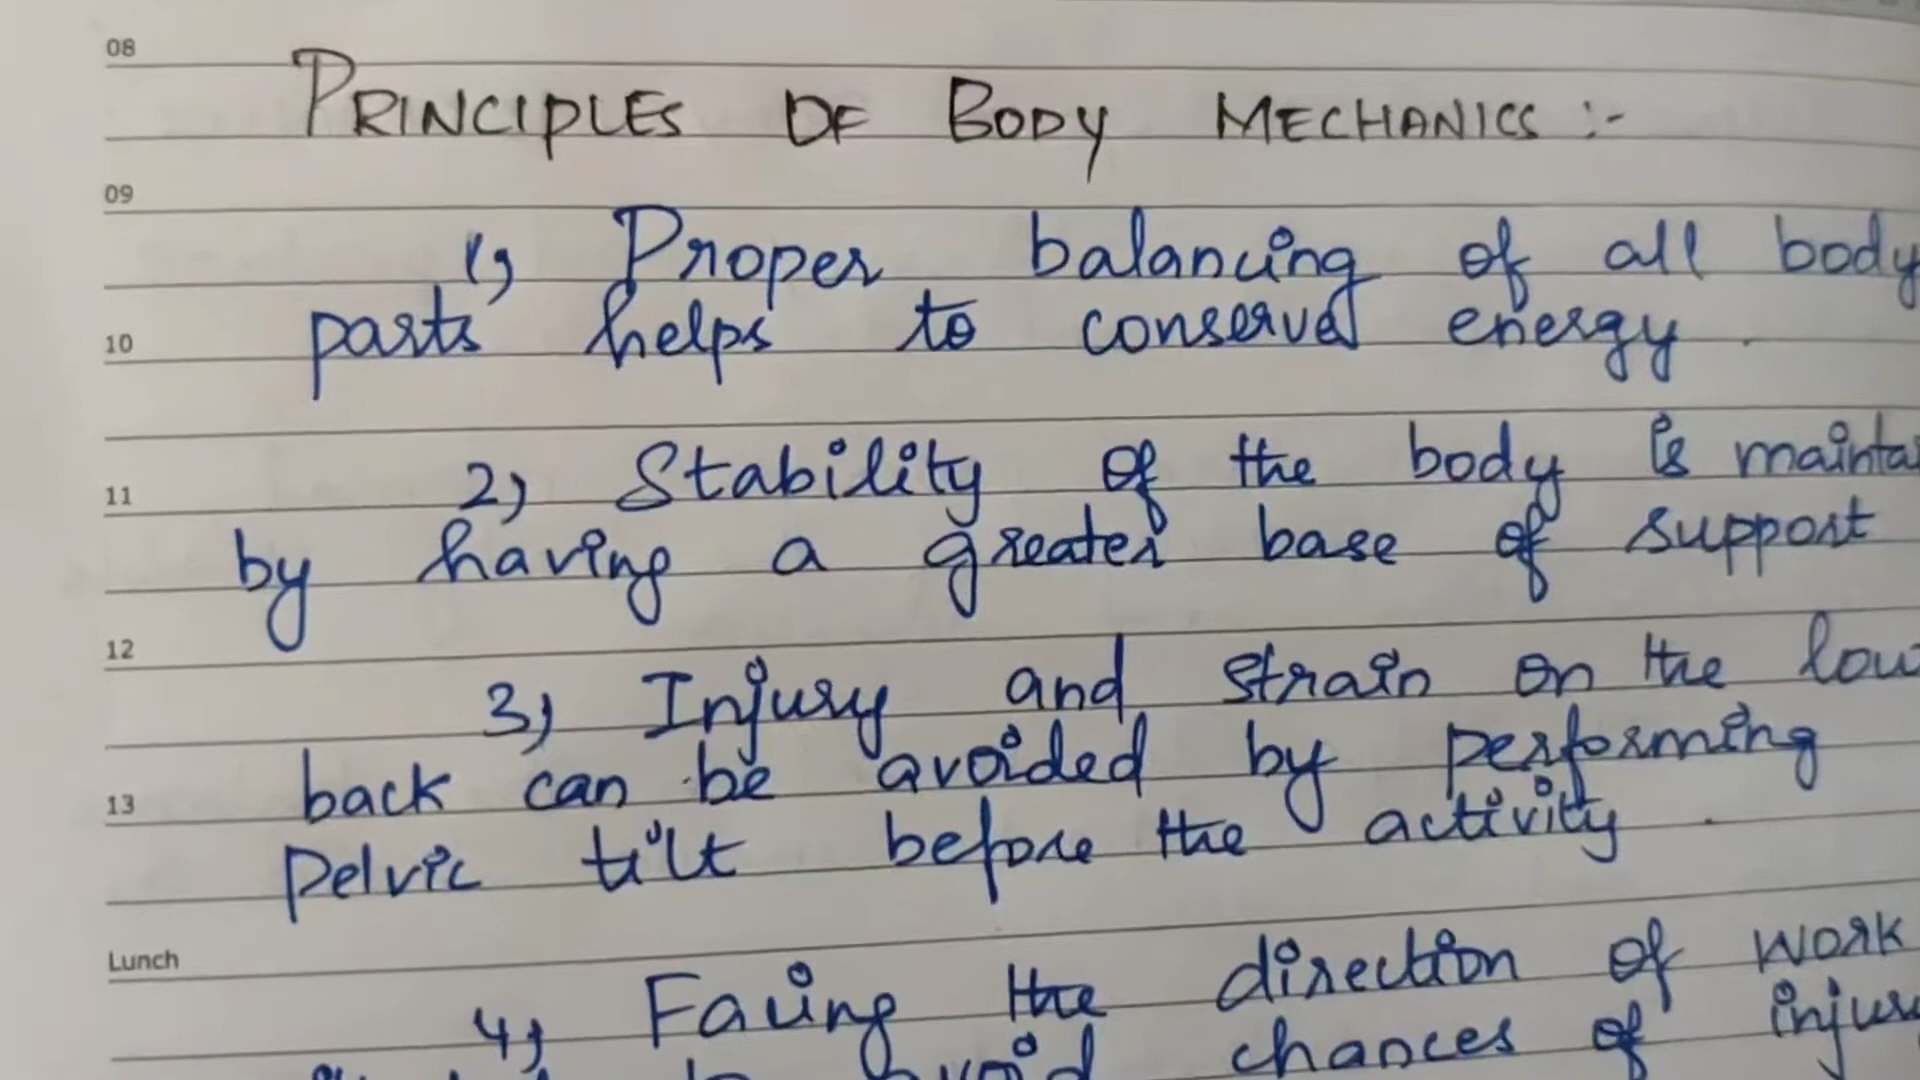 08
PRINCIPLES OF BODY MECHANICS :-
09
1, Proper balancing of all body
10
parts helps to conserve energy .
2, Stability of the body is mainta
11
by having a greater base of support
12
3, Injury and strain on the low
back can be avoided by performing
13
Pelvic tilt before the activity .
Lunch
4, Facing the direction of work
chances of injury